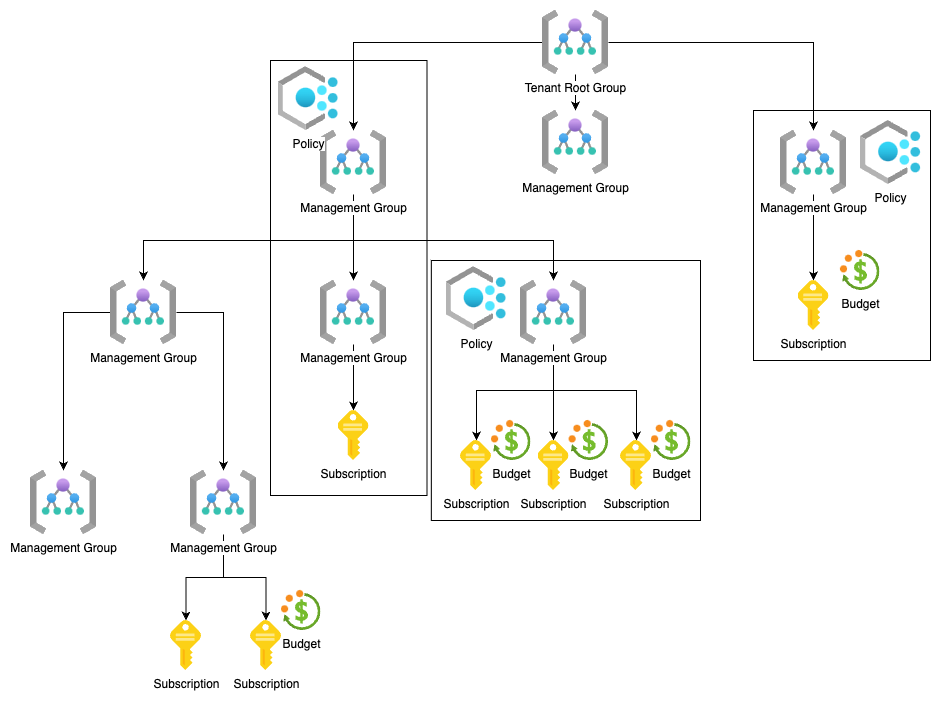 Tenant Root Group
Policy
Management Group
Management Group
Management Group
Policy
Budget
Subscription
Management Group
Management Group
Policy
Management Group
Subscription
Budget
Budget
Budget
Subscription
Subscription
Subscription
Management Group
Management Group
Budget
Subscription
Subscription
$
$
$
$
$